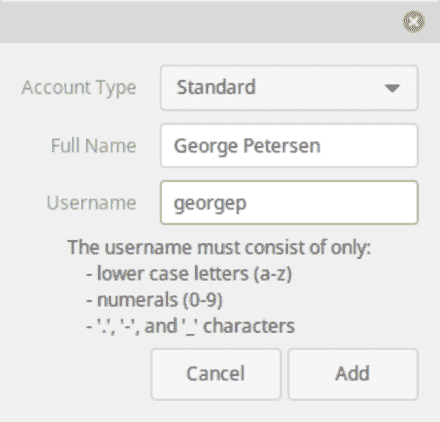 Account Type Standard
Full Name George Petersen
Username georgep
The username must consist of only:
- lower case letters (a-z)
- numerals (0-9)
- '.', '-', and '_' characters
Cancel Add